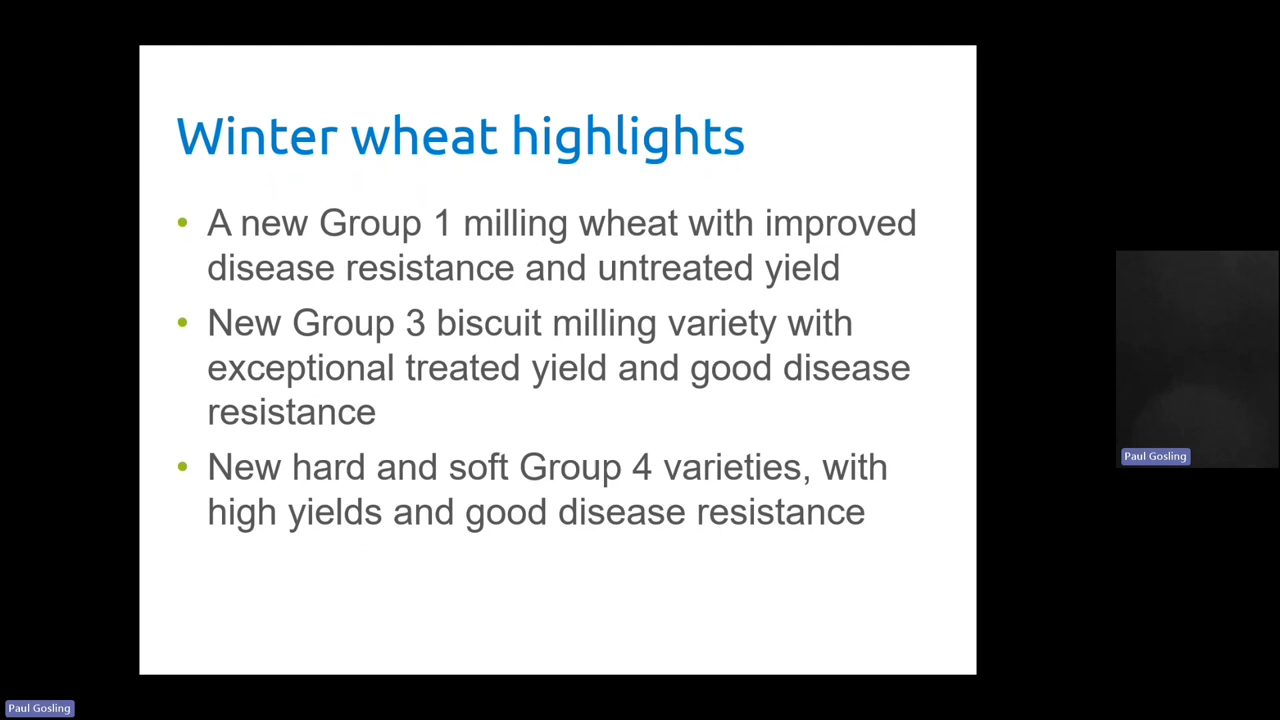 Winter wheat highlights
• A new Group 1 milling wheat with improved
disease resistance and untreated yield
• New Group 3 biscuit milling variety with
exceptional treated yield and good disease
resistance
• New hard and soft Group 4 varieties, with
high yields and good disease resistance
Paul Gosling
Paul Gosling